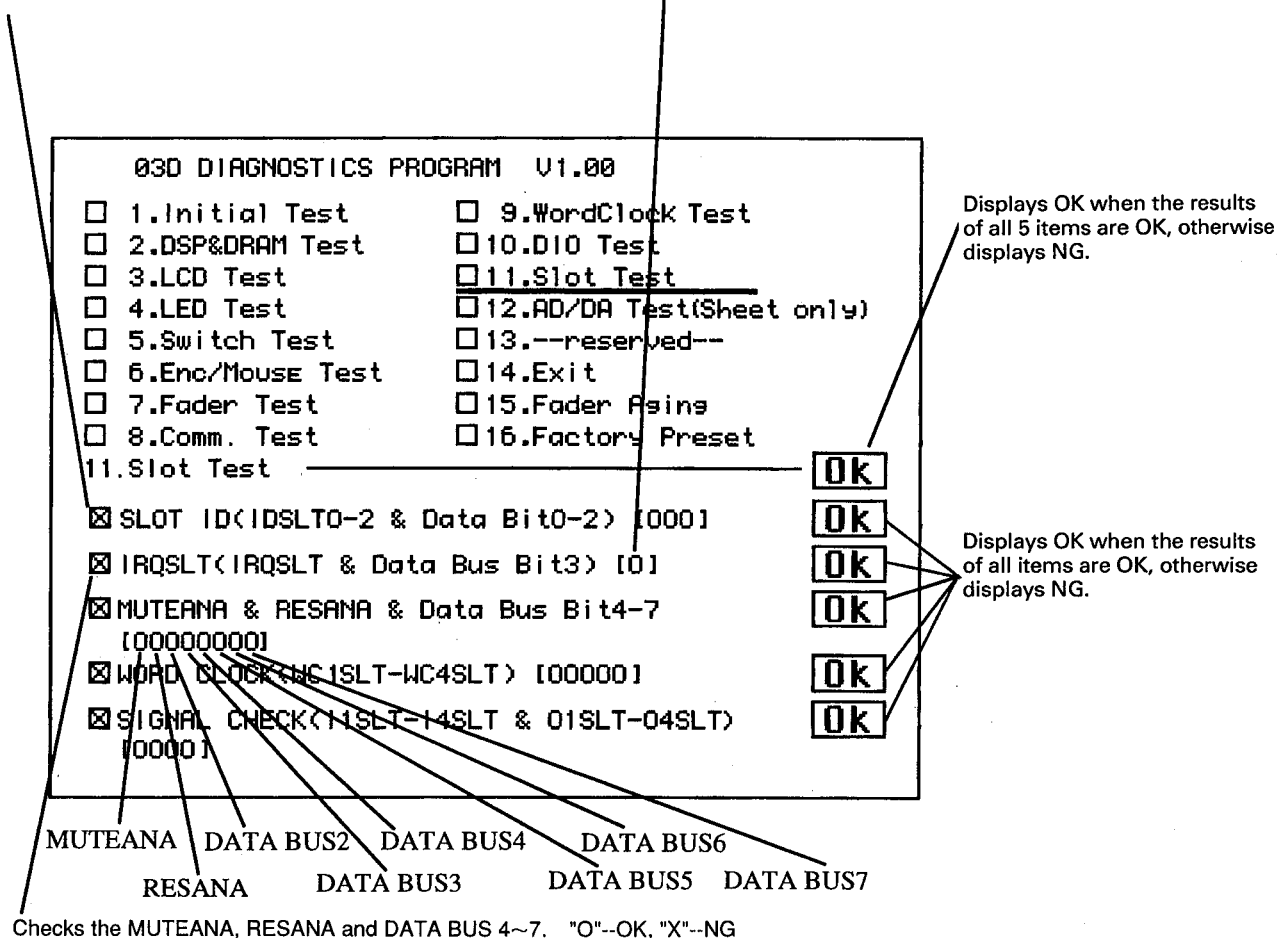 03D DIAGNOSTICS PROGRAM V1.00
1.Initial Test
2.DSP&DRAM Test
3.LCD Test
4.LED Test
5.Switch Test
6.Enc/Mouse Test
7.Fader Test
8.Comm. Test
9.WordClock Test
10.DIO Test
11.Slot Test
12.AD/DA Test(Sheet only)
13.--reserved--
14.Exit
15.Fader Aging
16.Factory Preset
11.Slot Test
Ok
SLOT ID(IDSLT0-2 & Data Bit0-2) [OOO]
Ok
IRQSLT(IRQSLT & Data Bus Bit3) [O]
Ok
MUTEANA & RESANA & Data Bus Bit4-7
Ok
[OOOOOOOO]
WORD CLOCK(WC1SLT-WC4SLT) [OOOOO]
Ok
SIGNAL CHECK(I1SLT-I4SLT & O1SLT-O4SLT)
Ok
[OOOO]
Displays OK when the results
of all 5 items are OK, otherwise
displays NG.
Displays OK when the results
of all items are OK, otherwise
displays NG.
MUTEANA DATA BUS2 DATA BUS4 DATA BUS6
RESANA DATA BUS3 DATA BUS5 DATA BUS7
Checks the MUTEANA, RESANA and DATA BUS 4~7. "O"--OK, "X"--NG